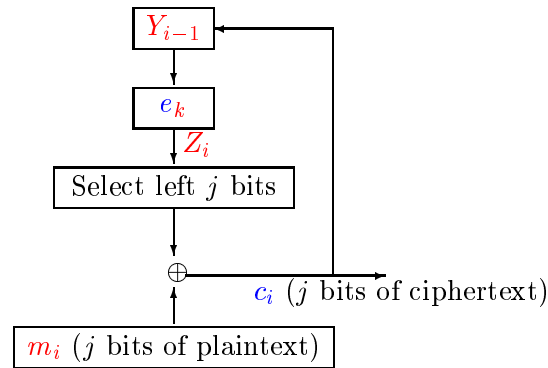 Y_{i−1}
e_k
Z_i
Select left j bits
⊕
c_i (j bits of ciphertext)
m_i (j bits of plaintext)